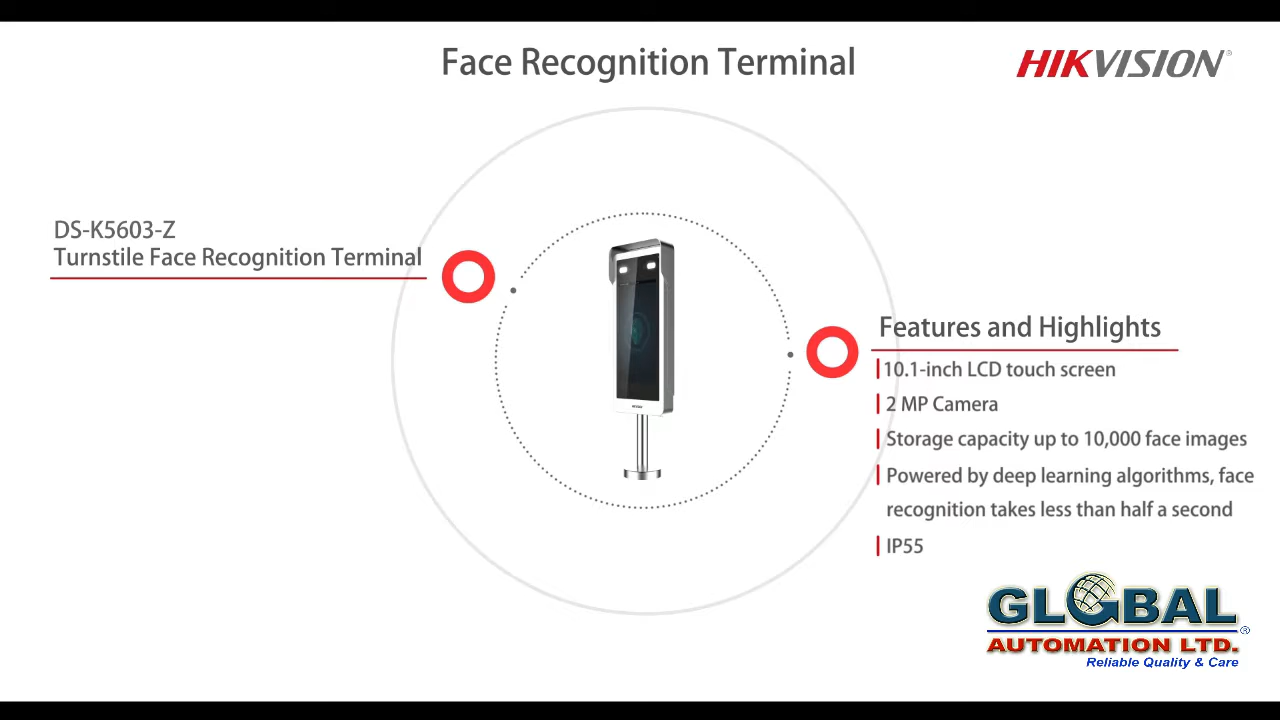 Face Recognition Terminal
HIKVISION®
DS-K5603-Z
Turnstile Face Recognition Terminal
Features and Highlights
10.1-inch LCD touch screen
2 MP Camera
Storage capacity up to 10,000 face images
Powered by deep learning algorithms, face
recognition takes less than half a second
IP55
GLOBAL
AUTOMATION LTD.®
Reliable Quality & Care